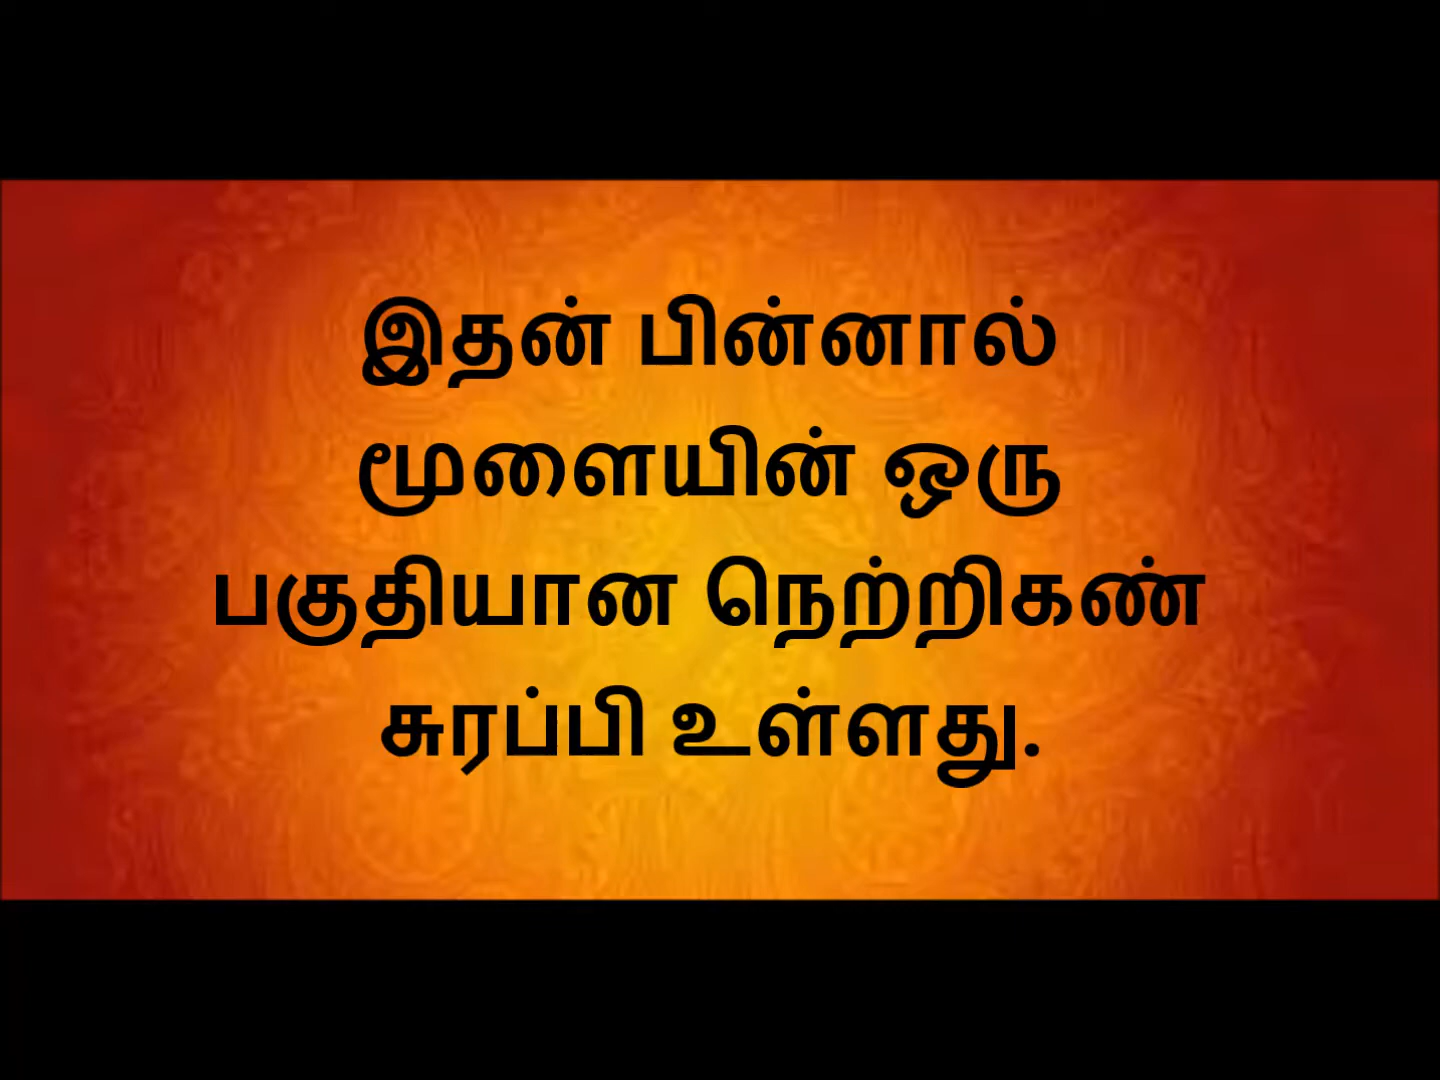 இதன் பின்னால்
மூளையின் ஒரு
பகுதியான நெற்றிகண்
சுரப்பி உள்ளது.